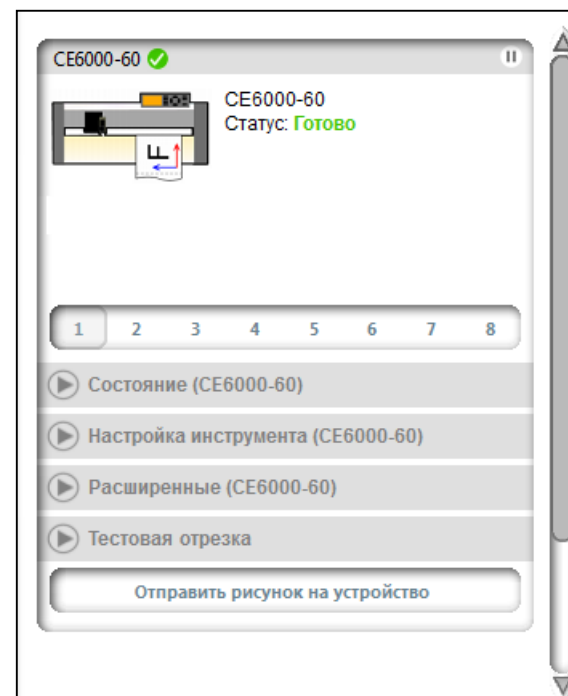 CE6000-60
CE6000-60
Статус: Готово
F
1 2 3 4 5 6 7 8
Состояние (CE6000-60)
Настройка инструмента (CE6000-60)
Расширенные (CE6000-60)
Тестовая отрезка
Отправить рисунок на устройство